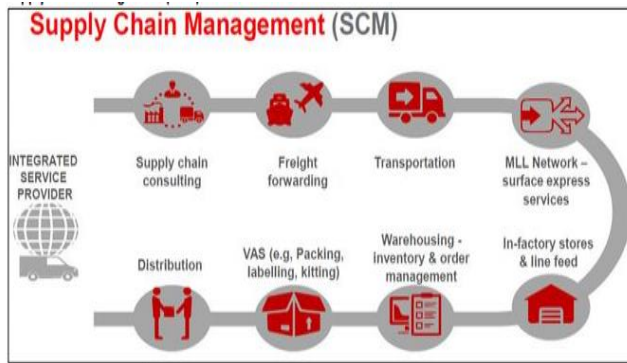 Supply Chain Management (SCM)
INTEGRATED
SERVICE
PROVIDER
Supply chain
consulting
Freight
forwarding
Transportation
MLL Network –
surface express
services
Distribution
VAS (e.g, Packing,
labelling, kitting)
Warehousing -
inventory & order
management
In-factory stores
& line feed